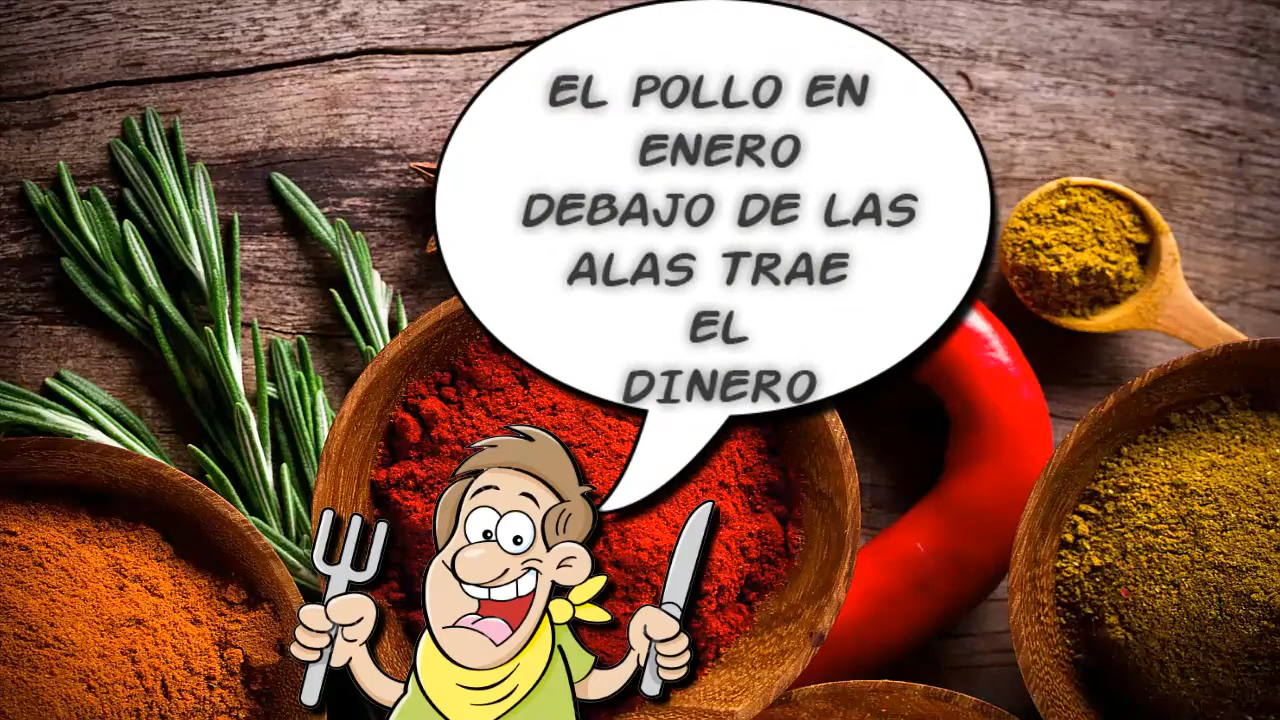 EL POLLO EN
ENERO
DEBAJO DE LAS
ALAS TRAE
EL
DINERO